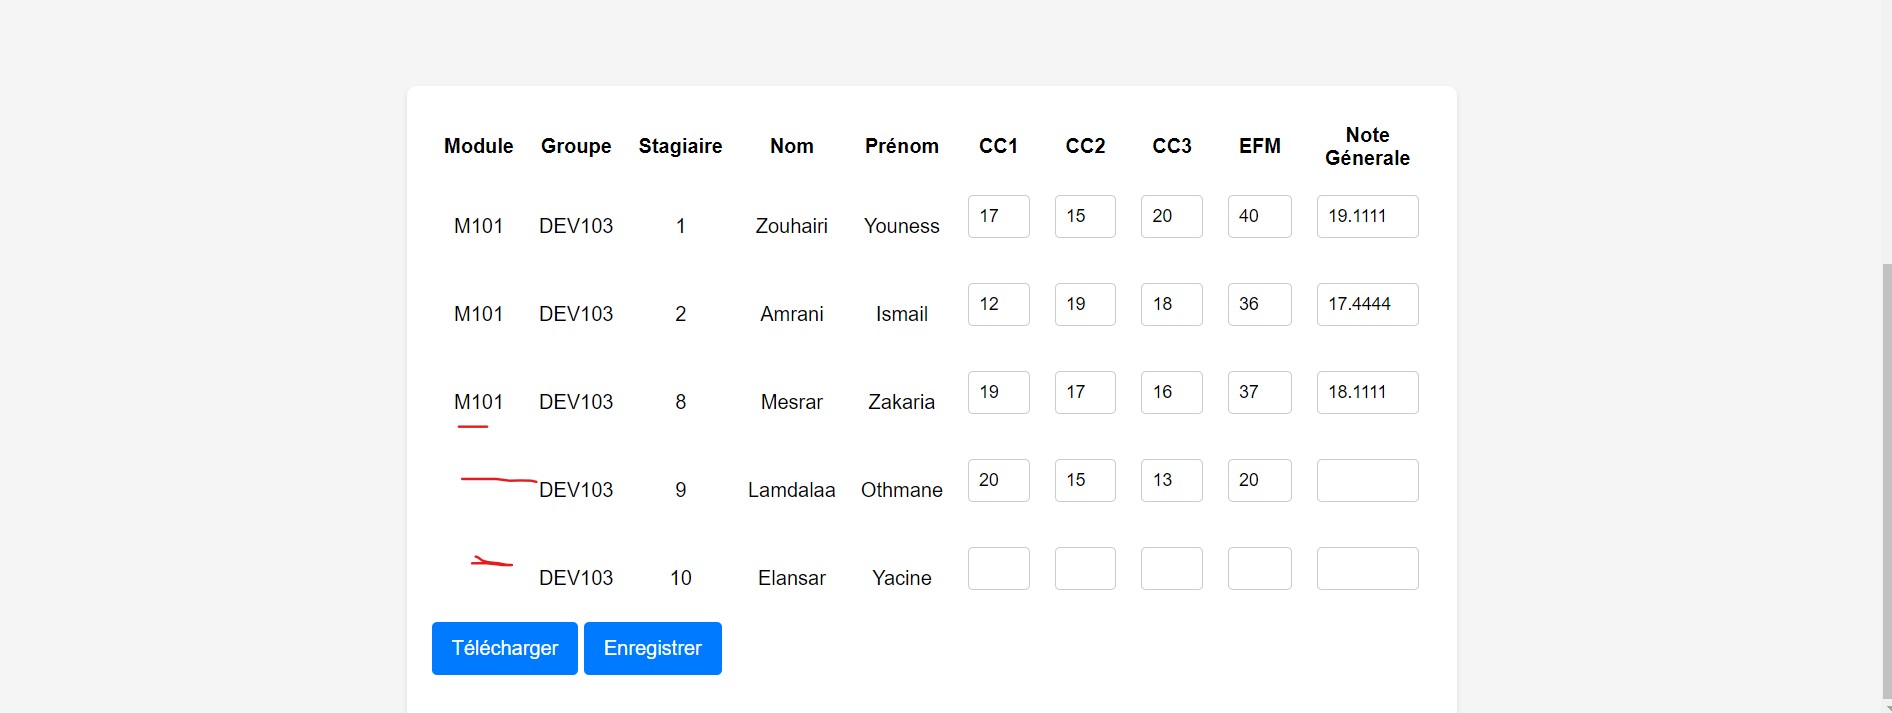 Module Groupe Stagiaire Nom Prénom CC1 CC2 CC3 EFM Note Génerale
M101 DEV103 1 Zouhairi Youness 17 15 20 40 19.1111
M101 DEV103 2 Amrani Ismail 12 19 18 36 17.4444
M101 DEV103 8 Mesrar Zakaria 19 17 16 37 18.1111
DEV103 9 Lamdalaa Othmane 20 15 13 20
DEV103 10 Elansar Yacine
Télécharger Enregistrer